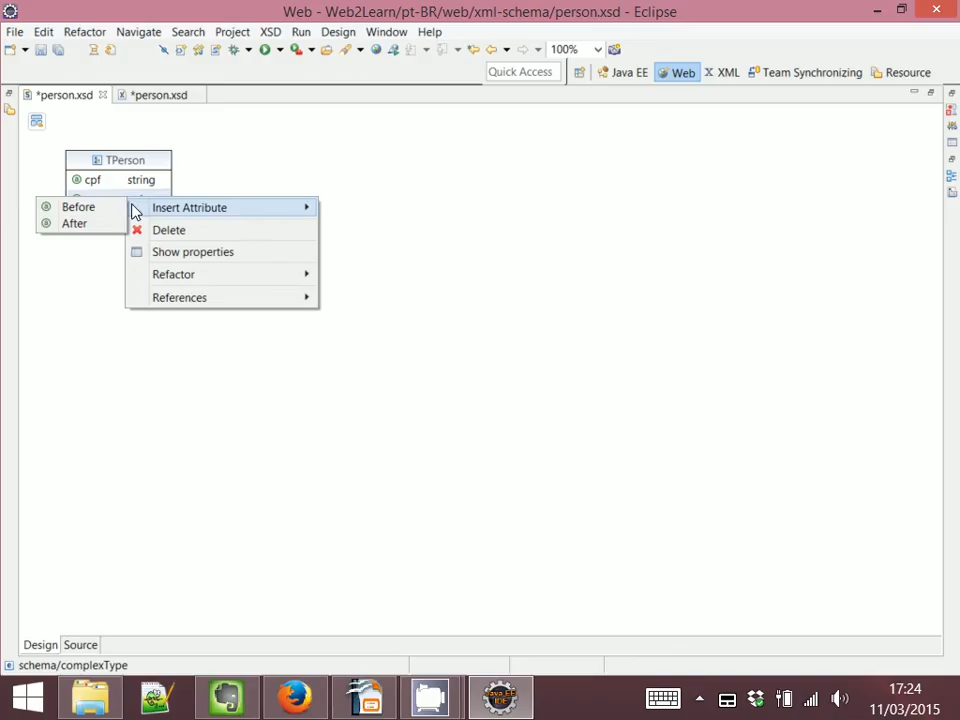 Web - Web2Learn/pt-BR/web/xml-schema/person.xsd - Eclipse
File Edit Refactor Navigate Search Project XSD Run Design Window Help
100%
Quick Access Java EE Web XML Team Synchronizing Resource
*person.xsd *person.xsd
TPerson
cpf string
Before
After
Insert Attribute
Delete
Show properties
Refactor
References
Design Source
schema/complexType
17:24
11/03/2015